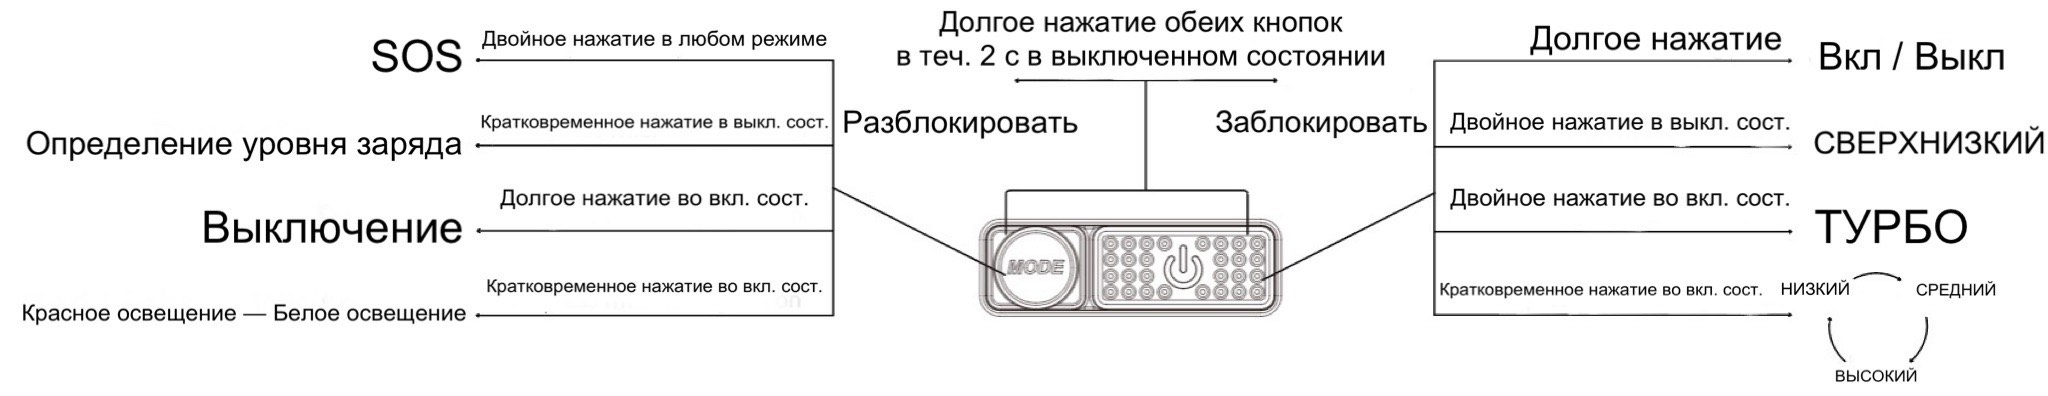 SOS
Двойное нажатие в любом режиме
Определение уровня заряда
Кратковременное нажатие в выкл. сост.
Выключение
Долгое нажатие во вкл. сост.
Красное освещение — Белое освещение
Кратковременное нажатие во вкл. сост.
Долгое нажатие обеих кнопок
в теч. 2 с в выключенном состоянии
Разблокировать
Заблокировать
MODE
Долгое нажатие
Вкл / Выкл
Двойное нажатие в выкл. сост.
СВЕРХНИЗКИЙ
Двойное нажатие во вкл. сост.
ТУРБО
Кратковременное нажатие во вкл. сост.
НИЗКИЙ
СРЕДНИЙ
ВЫСОКИЙ